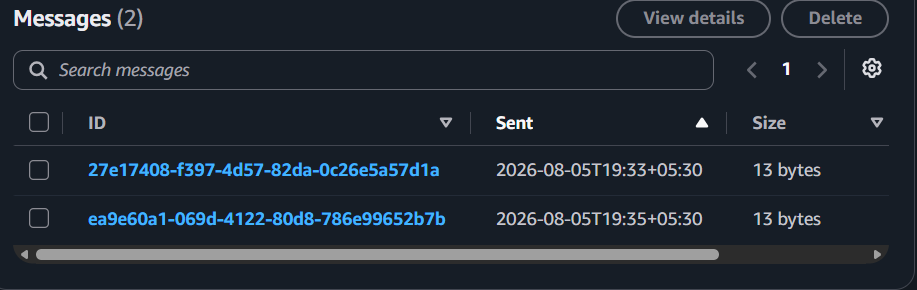 Messages (2) View details Delete
Search messages 1
ID Sent Size
27e17408-f397-4d57-82da-0c26e5a57d1a 2026-08-05T19:33+05:30 13 bytes
ea9e60a1-069d-4122-80d8-786e99652b7b 2026-08-05T19:35+05:30 13 bytes